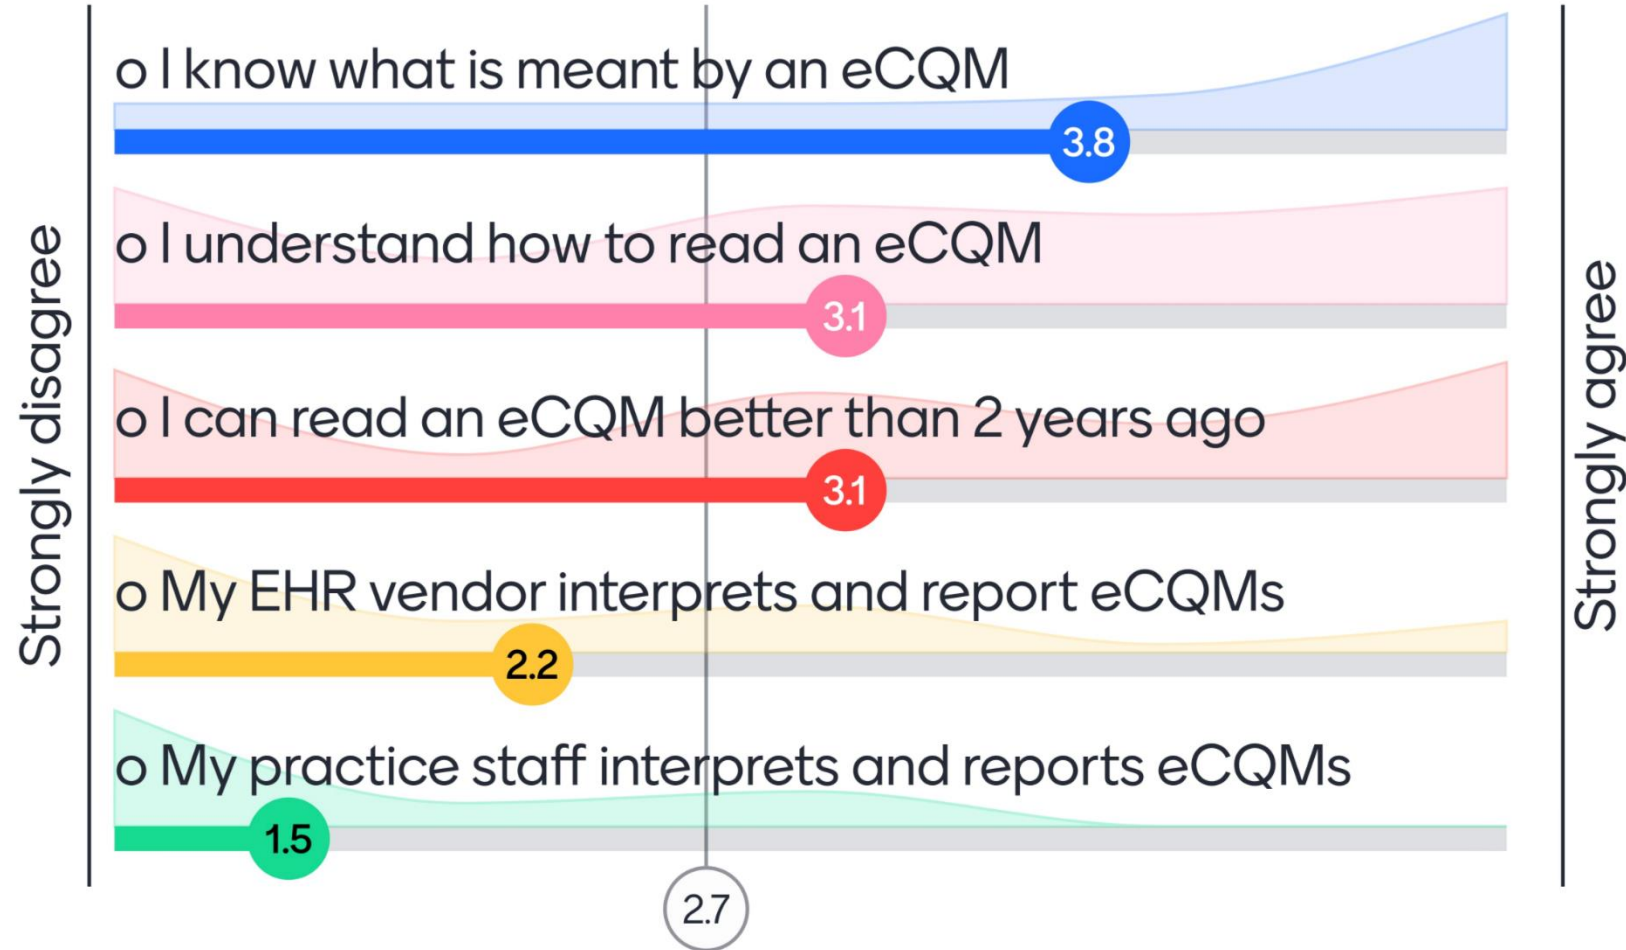 Strongly disagree
o I know what is meant by an eCQM
3.8
o I understand how to read an eCQM
3.1
o I can read an eCQM better than 2 years ago
3.1
o My EHR vendor interprets and report eCQMs
2.2
o My practice staff interprets and reports eCQMs
1.5
2.7
Strongly agree